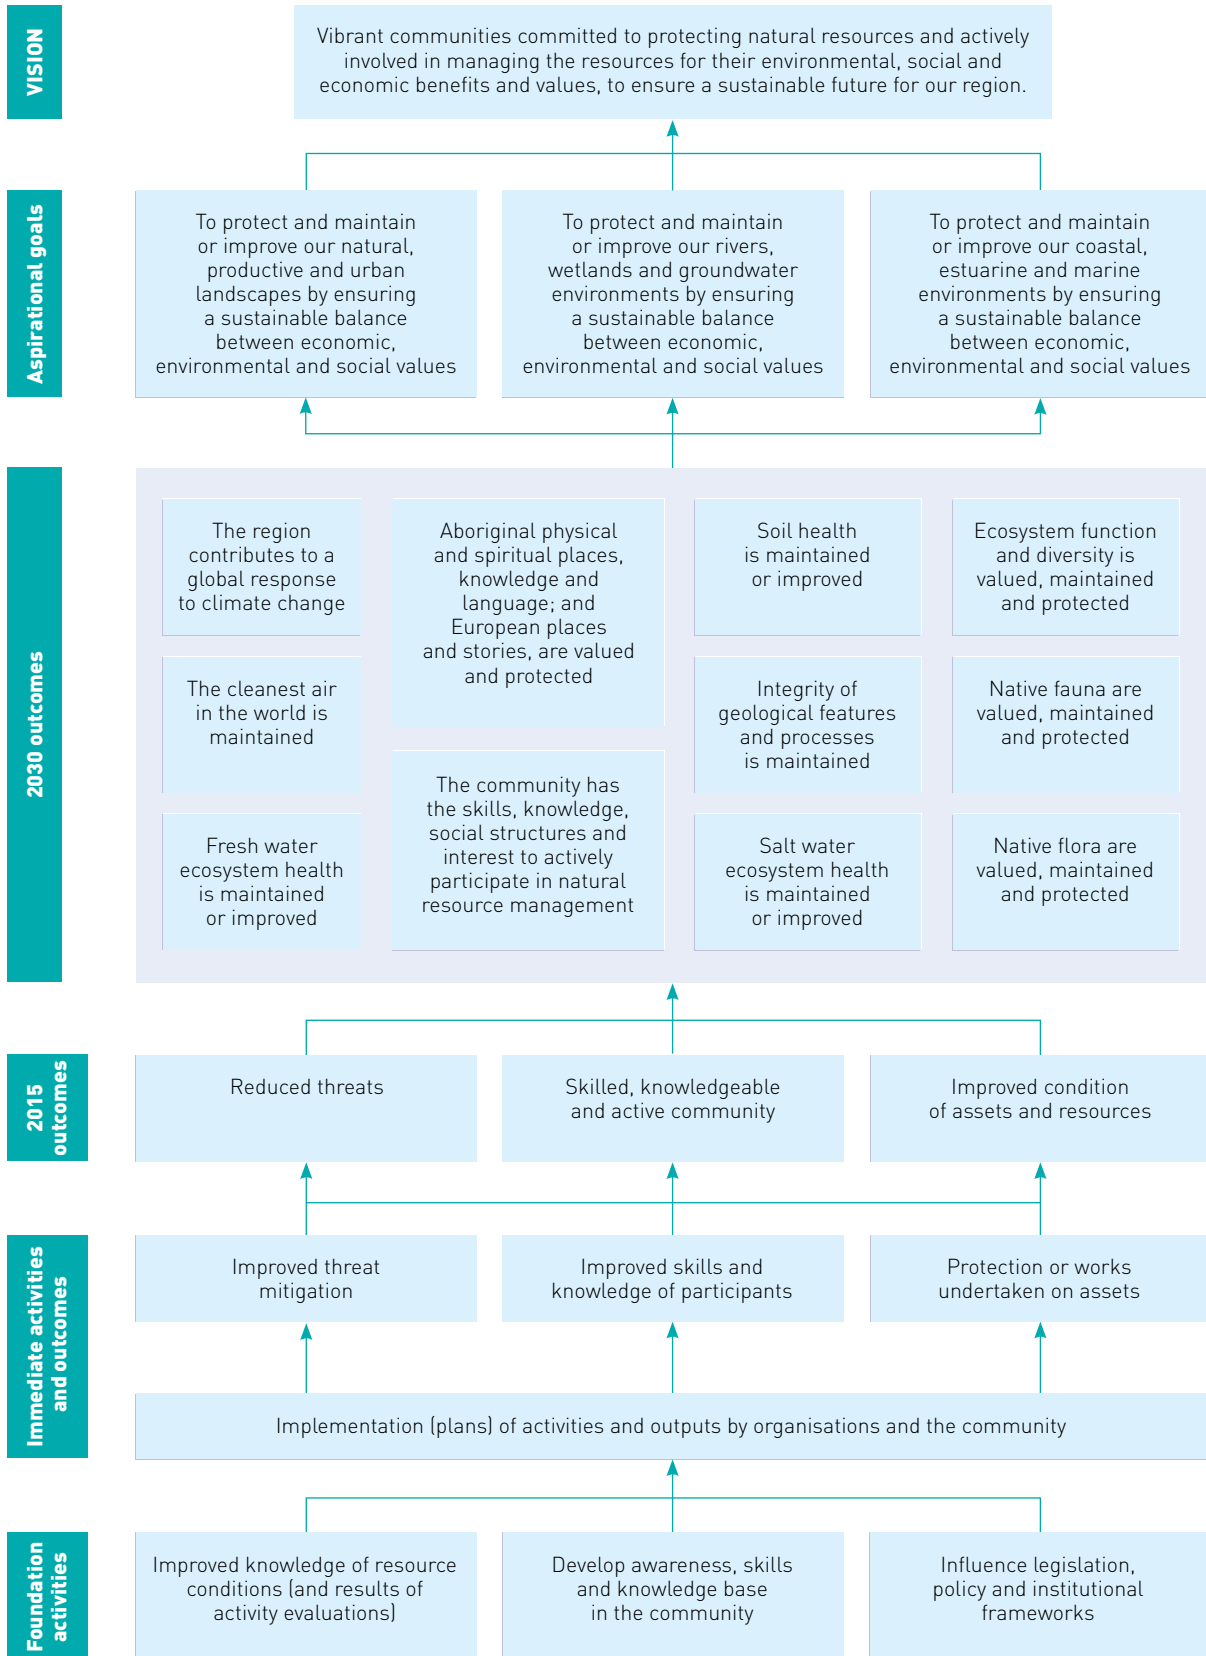 VISION
Vibrant communities committed to protecting natural resources and actively
involved in managing the resources for their environmental, social and
economic benefits and values, to ensure a sustainable future for our region.
Aspirational goals
To protect and maintain
or improve our natural,
productive and urban
landscapes by ensuring
a sustainable balance
between economic,
environmental and social values
To protect and maintain
or improve our rivers,
wetlands and groundwater
environments by ensuring
a sustainable balance
between economic,
environmental and social values
To protect and maintain
or improve our coastal,
estuarine and marine
environments by ensuring
a sustainable balance
between economic,
environmental and social values
2030 outcomes
The region
contributes to a
global response
to climate change
The cleanest air
in the world is
maintained
Fresh water
ecosystem health
is maintained
or improved
Aboriginal physical
and spiritual places,
knowledge and
language; and
European places
and stories, are valued
and protected
The community has
the skills, knowledge,
social structures and
interest to actively
participate in natural
resource management
Soil health
is maintained
or improved
Integrity of
geological features
and processes
is maintained
Salt water
ecosystem health
is maintained
or improved
Ecosystem function
and diversity is
valued, maintained
and protected
Native fauna are
valued, maintained
and protected
Native flora are
valued, maintained
and protected
2015
outcomes
Reduced threats
Skilled, knowledgeable
and active community
Improved condition
of assets and resources
Immediate activities
and outcomes
Improved threat
mitigation
Improved skills and
knowledge of participants
Protection or works
undertaken on assets
Implementation (plans) of activities and outputs by organisations and the community
Foundation
activities
Improved knowledge of resource
conditions (and results of
activity evaluations)
Develop awareness, skills
and knowledge base
in the community
Influence legislation,
policy and institutional
frameworks